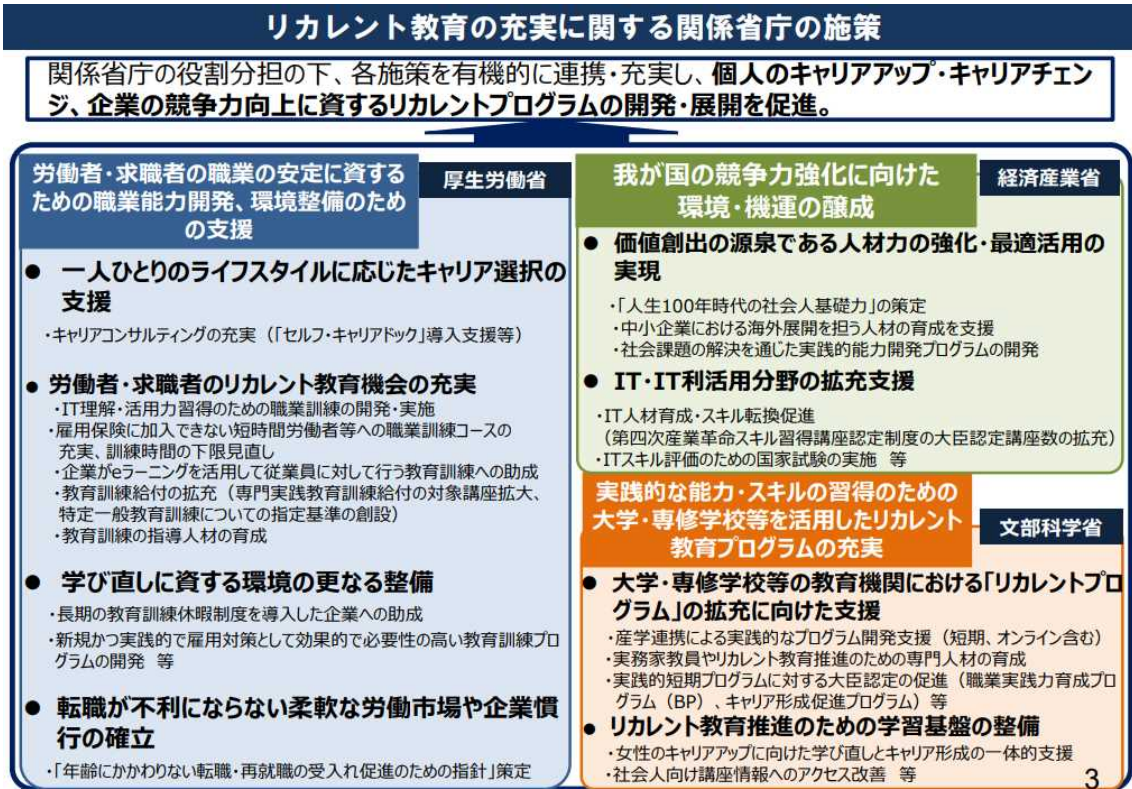 リカレント教育の充実に関する関係省庁の施策
関係省庁の役割分担の下、各施策を有機的に連携・充実し、個人のキャリアアップ・キャリアチェン
ジ、企業の競争力向上に資するリカレントプログラムの開発・展開を促進。
労働者・求職者の職業の安定に資する
ための職業能力開発、環境整備のため
の支援
厚生労働省
● 一人ひとりのライフスタイルに応じたキャリア選択の
支援
・キャリアコンサルティングの充実（「セルフ・キャリアドック」導入支援等）
● 労働者・求職者のリカレント教育機会の充実
・IT理解・活用力習得のための職業訓練の開発・実施
・雇用保険に加入できない短時間労働者等への職業訓練コースの
充実、訓練時間の下限見直し
・企業がeラーニングを活用して従業員に対して行う教育訓練への助成
・教育訓練給付の拡充（専門実践教育訓練給付の対象講座拡大、
特定一般教育訓練についての指定基準の創設）
・教育訓練の指導人材の育成
● 学び直しに資する環境の更なる整備
・長期の教育訓練休暇制度を導入した企業への助成
・新規かつ実践的で雇用対策として効果的で必要性の高い教育訓練プロ
グラムの開発 等
● 転職が不利にならない柔軟な労働市場や企業慣
行の確立
・「年齢にかかわりない転職・再就職の受入れ促進のための指針」策定
我が国の競争力強化に向けた
環境・機運の醸成
経済産業省
● 価値創出の源泉である人材力の強化・最適活用の
実現
・「人生100年時代の社会人基礎力」の策定
・中小企業における海外展開を担う人材の育成を支援
・社会課題の解決を通じた実践的能力開発プログラムの開発
● IT・IT利活用分野の拡充支援
・IT人材育成・スキル転換促進
（第四次産業革命スキル習得講座認定制度の大臣認定講座数の拡充）
・ITスキル評価のための国家試験の実施 等
実践的な能力・スキルの習得のための
大学・専修学校等を活用したリカレント
教育プログラムの充実
文部科学省
● 大学・専修学校等の教育機関における「リカレントプロ
グラム」の拡充に向けた支援
・産学連携による実践的なプログラム開発支援（短期、オンライン含む）
・実務家教員やリカレント教育推進のための専門人材の育成
・実践的短期プログラムに対する大臣認定の促進（職業実践力育成プロ
グラム（BP）、キャリア形成促進プログラム）等
● リカレント教育推進のための学習基盤の整備
・女性のキャリアアップに向けた学び直しとキャリア形成の一体的支援
・社会人向け講座情報へのアクセス改善 等
3